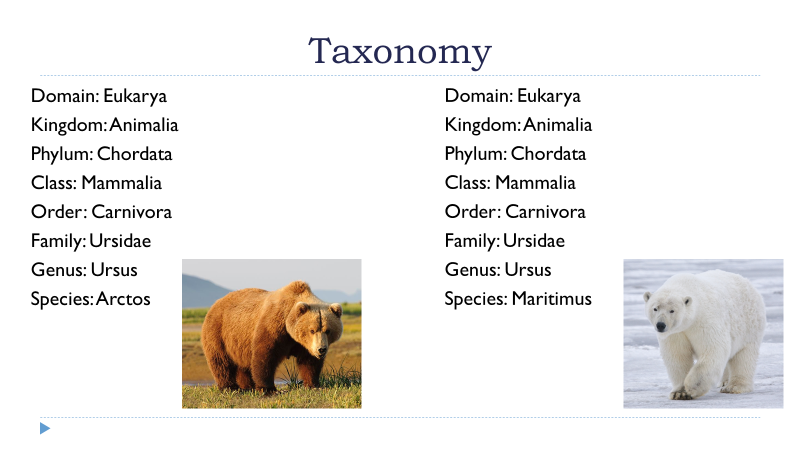 Taxonomy
Domain: Eukarya
Kingdom: Animalia
Phylum: Chordata
Class: Mammalia
Order: Carnivora
Family: Ursidae
Genus: Ursus
Species: Arctos
Domain: Eukarya
Kingdom: Animalia
Phylum: Chordata
Class: Mammalia
Order: Carnivora
Family: Ursidae
Genus: Ursus
Species: Maritimus